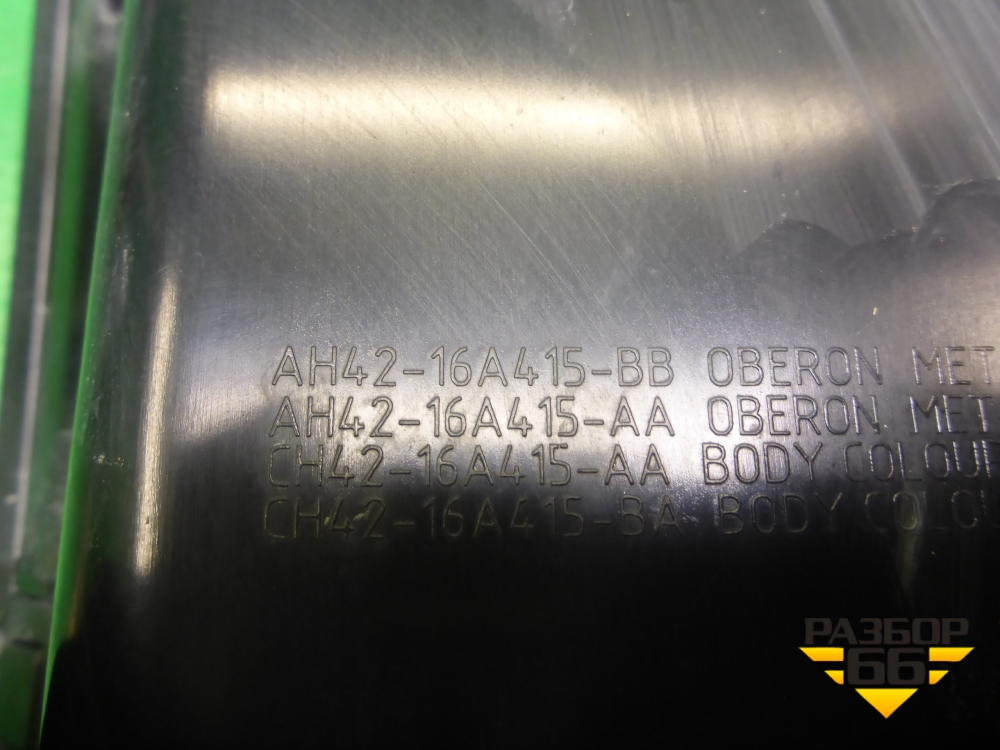 AH42-16A415-BB OBERON MET
AH42-16A415-AA OBERON MET
CH42-16A415-AA BODY COLOUR
CH42-16A415-BA BODY COLOU
РАЗБОР
66